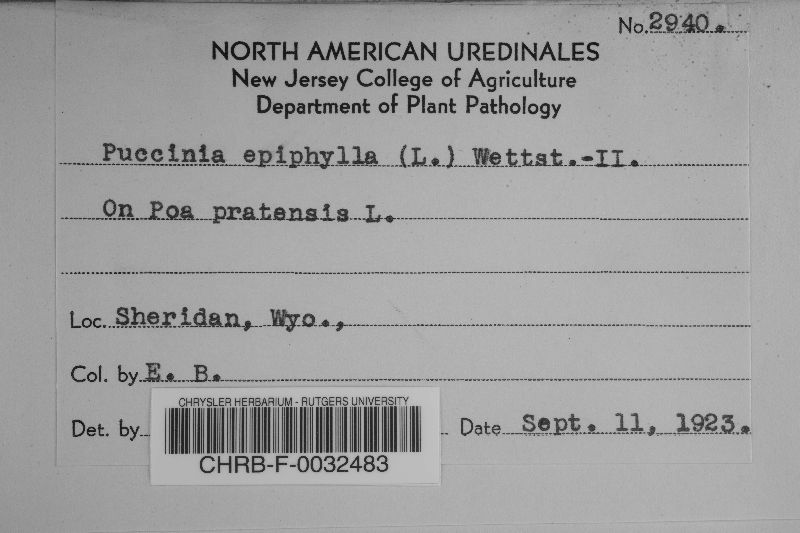 No. 2940.
NORTH AMERICAN UREDINALES
New Jersey College of Agriculture
Department of Plant Pathology
Puccinia epiphylla (L.) Wettst.-II.
On Poa pratensis L.
Loc. Sheridan, Wyo.,
Col. by E. B.
Det. by
Date Sept. 11, 1923.
CHRYSLER HERBARIUM - RUTGERS UNIVERSITY
CHRB-F-0032483